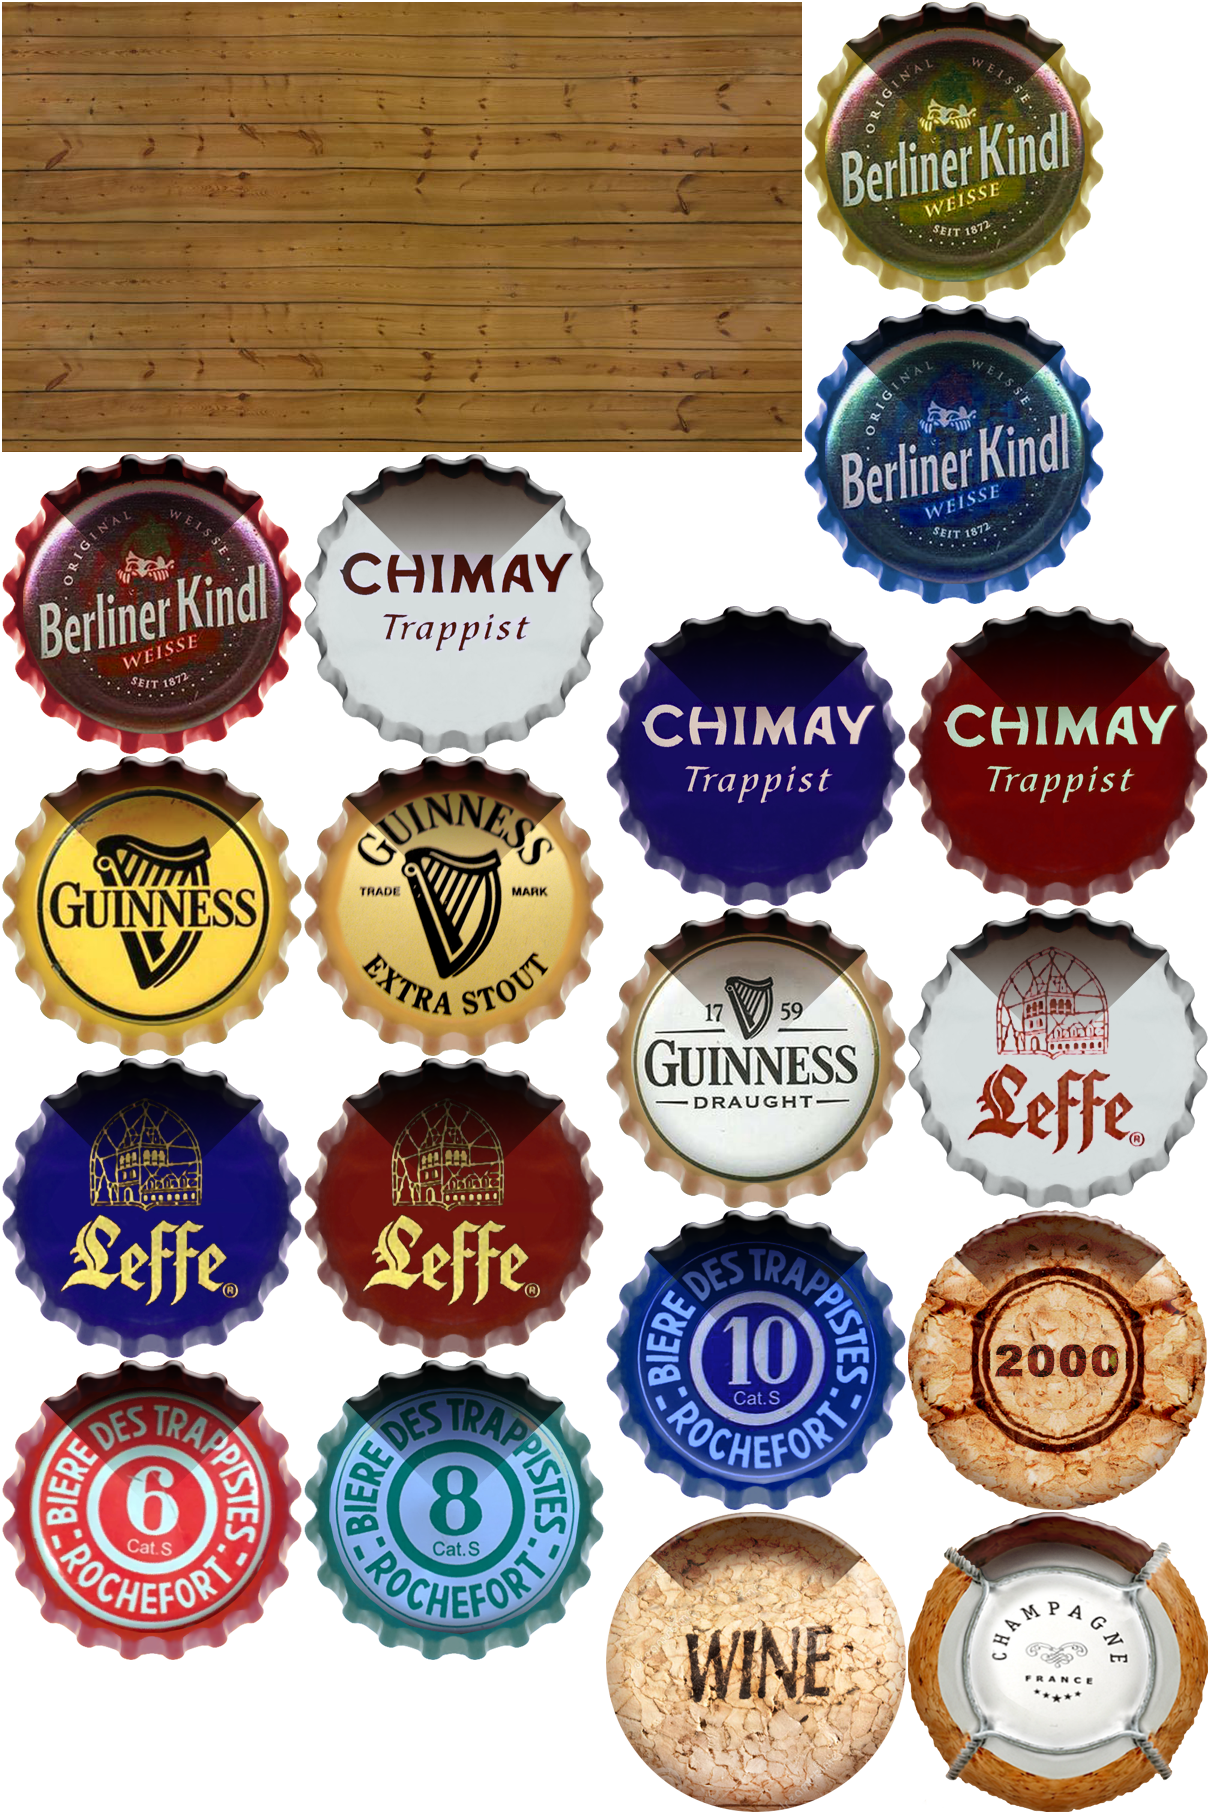 ORIGINAL WEISSE
Berliner Kindl
WEISSE
SEIT 1872
ORIGINAL WEISSE
Berliner Kindl
WEISSE
SEIT 1872
ORIGINAL WEISSE
Berliner Kindl
WEISSE
SEIT 1872
CHIMAY
Trappist
CHIMAY
Trappist
CHIMAY
Trappist
GUINNESS
GUINNESS
TRADE MARK
EXTRA STOUT
17 59
GUINNESS
DRAUGHT
Leffe®
Leffe®
Leffe®
BIERE DES TRAPPISTES
10
Cat.S
- ROCHEFORT -
2000
BIERE DES TRAPPISTES
6
Cat.S
- ROCHEFORT -
BIERE DES TRAPPISTES
8
Cat.S
- ROCHEFORT -
WINE
CHAMPAGNE
FRANCE